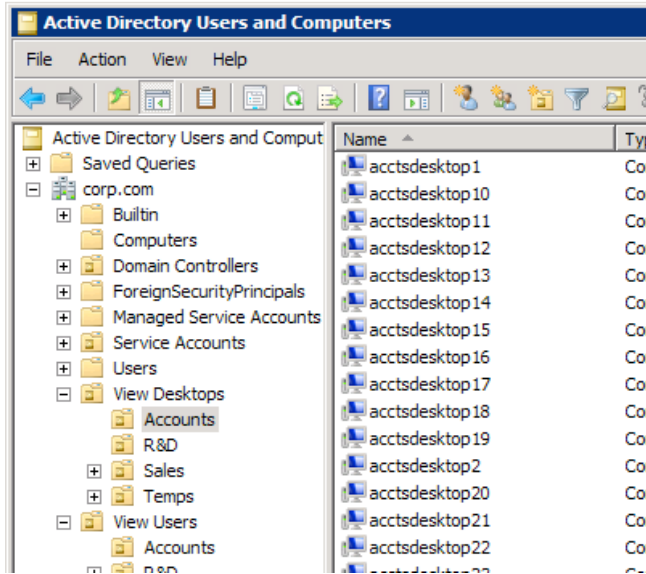 Active Directory Users and Computers
File Action View Help
Active Directory Users and Comput
Saved Queries
corp.com
Builtin
Computers
Domain Controllers
ForeignSecurityPrincipals
Managed Service Accounts
Service Accounts
Users
View Desktops
Accounts
R&D
Sales
Temps
View Users
Accounts
R&D
Name Ty
acctsdesktop1 Co
acctsdesktop10 Co
acctsdesktop11 Co
acctsdesktop12 Co
acctsdesktop13 Co
acctsdesktop14 Co
acctsdesktop15 Co
acctsdesktop16 Co
acctsdesktop17 Co
acctsdesktop18 Co
acctsdesktop19 Co
acctsdesktop2 Co
acctsdesktop20 Co
acctsdesktop21 Co
acctsdesktop22 Co